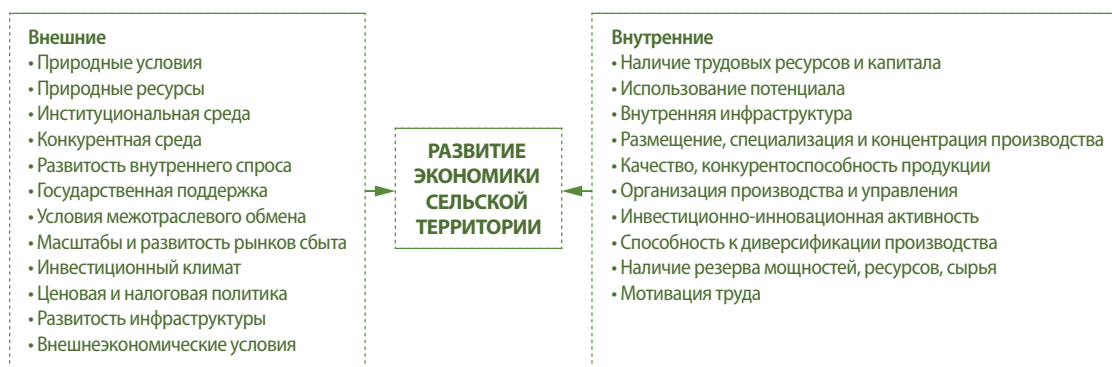 Внешние
• Природные условия
• Природные ресурсы
• Институциональная среда
• Конкурентная среда
• Развитость внутреннего спроса
• Государственная поддержка
• Условия межотраслевого обмена
• Масштабы и развитость рынков сбыта
• Инвестиционный климат
• Ценовая и налоговая политика
• Развитость инфраструктуры
• Внешнеэкономические условия
РАЗВИТИЕ
ЭКОНОМИКИ
СЕЛЬСКОЙ
ТЕРРИТОРИИ
Внутренние
• Наличие трудовых ресурсов и капитала
• Использование потенциала
• Внутренняя инфраструктура
• Размещение, специализация и концентрация производства
• Качество, конкурентоспособность продукции
• Организация производства и управления
• Инвестиционно-инновационная активность
• Способность к диверсификации производства
• Наличие резерва мощностей, ресурсов, сырья
• Мотивация труда